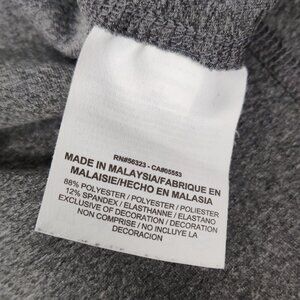 RN#56323 - CA#05553
MADE IN MALAYSIA/FABRIQUE EN
MALAISIE/HECHO EN MALASIA
88% POLYESTER / POLYESTER / POLIESTER
12% SPANDEX / ELASTHANNE / ELASTANO
EXCLUSIVE OF DECORATION / DECORATION
NON COMPRISE / NO INCLUYE LA
DECORACION